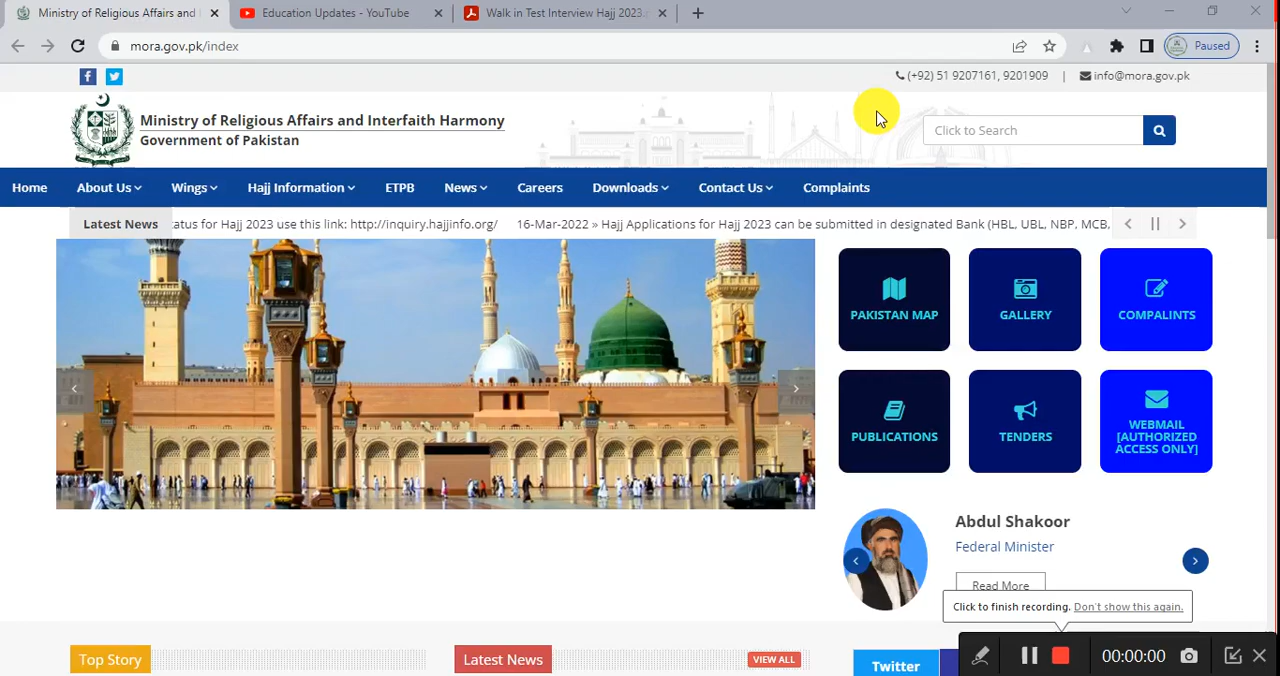 Ministry of Religious Affairs and
Education Updates - YouTube
Walk in Test Interview Hajj 2023.
mora.gov.pk/index
Paused
(+92) 51 9207161, 9201909 | info@mora.gov.pk
Ministry of Religious Affairs and Interfaith Harmony
Government of Pakistan
Click to Search
Home About Us Wings Hajj Information ETPB News Careers Downloads Contact Us Complaints
Latest News tatus for Hajj 2023 use this link: http://inquiry.hajjinfo.org/ 16-Mar-2022 » Hajj Applications for Hajj 2023 can be submitted in designated Bank (HBL, UBL, NBP, MCB,
PAKISTAN MAP
GALLERY
COMPALINTS
PUBLICATIONS
TENDERS
WEBMAIL
[AUTHORIZED
ACCESS ONLY]
Abdul Shakoor
Federal Minister
Read More
Click to finish recording. Don't show this again.
00:00:00
Top Story
Latest News
VIEW ALL
Twitter